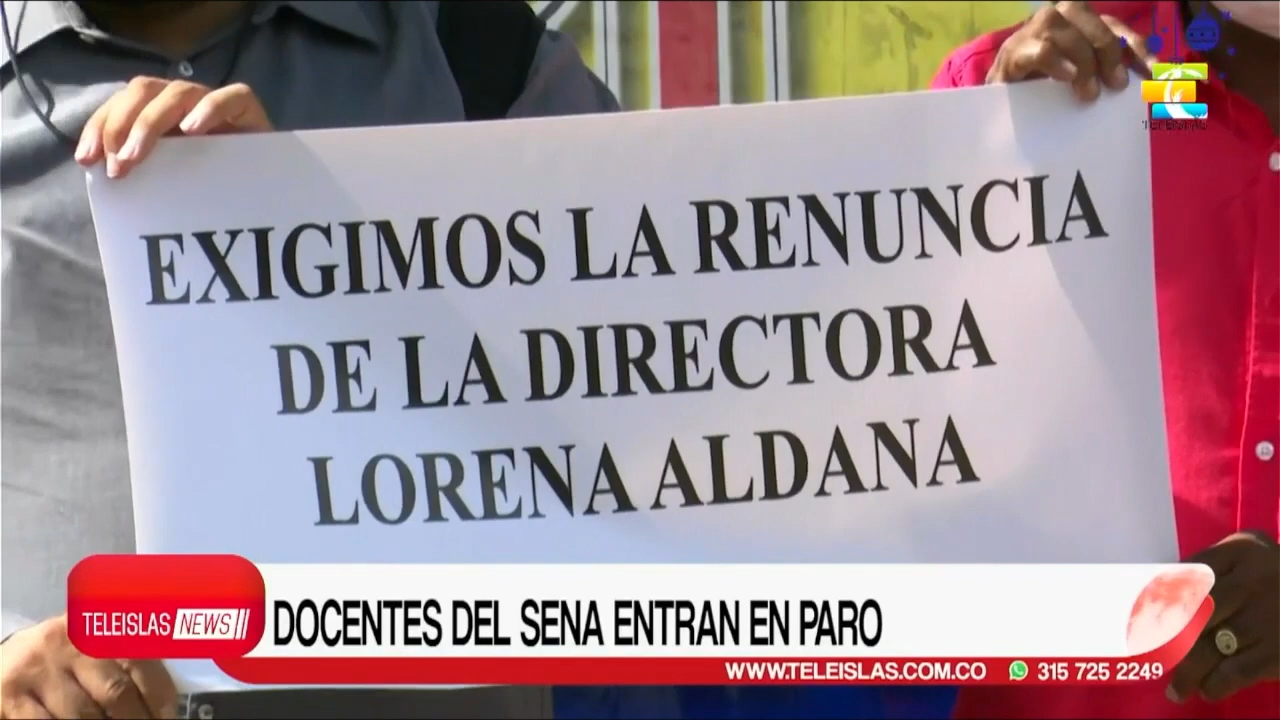 TELEISLAS
EXIGIMOS LA RENUNCIA
DE LA DIRECTORA
LORENA ALDANA
TELEISLAS NEWS
DOCENTES DEL SENA ENTRAN EN PARO
WWW.TELEISLAS.COM.CO 315 725 2249